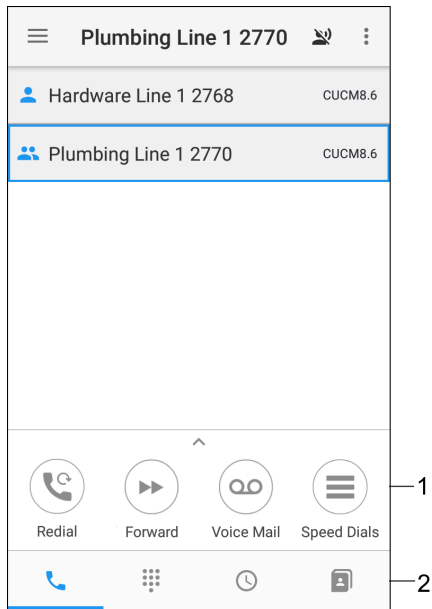 Plumbing Line 1 2770
Hardware Line 1 2768 CUCM8.6
Plumbing Line 1 2770 CUCM8.6
1
Redial Forward Voice Mail Speed Dials
2